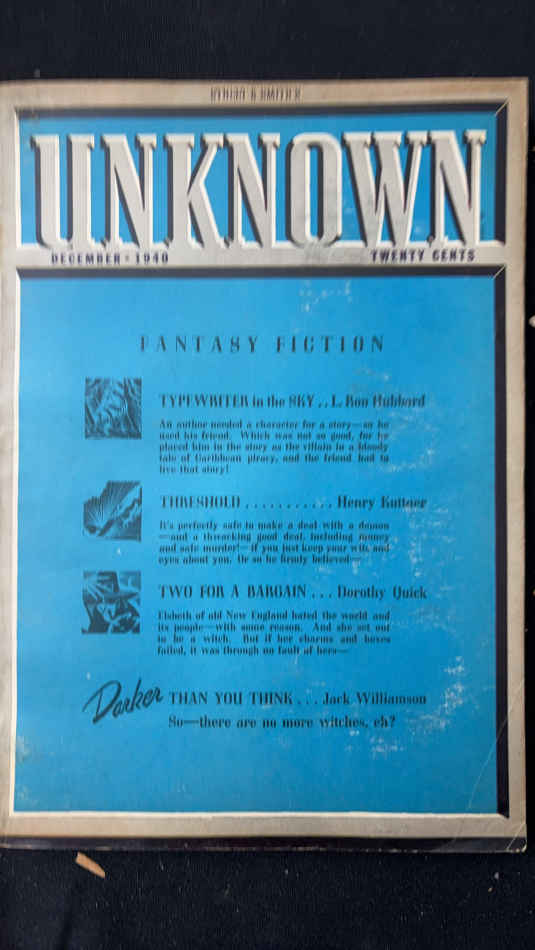 STREET & SMITH'S
UNKNOWN
DECEMBER • 1940 TWENTY CENTS
FANTASY FICTION
TYPEWRITER in the SKY . . L. Ron Hubbard
An author needed a character for a story—so he
used his friend. Which was not so good, for he
placed him in the story as the villain in a bloody
tale of Caribbean piracy, and the friend had to
live that story!
THRESHOLD . . . . . . . . . . . Henry Kuttner
It's perfectly safe to make a deal with a demon
—and a thwacking good deal, including money
and safe murder!—if you just keep your wits and
eyes about you. Or so he firmly believed—
TWO FOR A BARGAIN . . . Dorothy Quick
Elsbeth of old New England hated the world and
its people—with some reason. And she set out
to be a witch. But if her charms and hexes
failed, it was through no fault of hers—
Darker THAN YOU THINK . . . Jack Williamson
So—there are no more witches, eh?